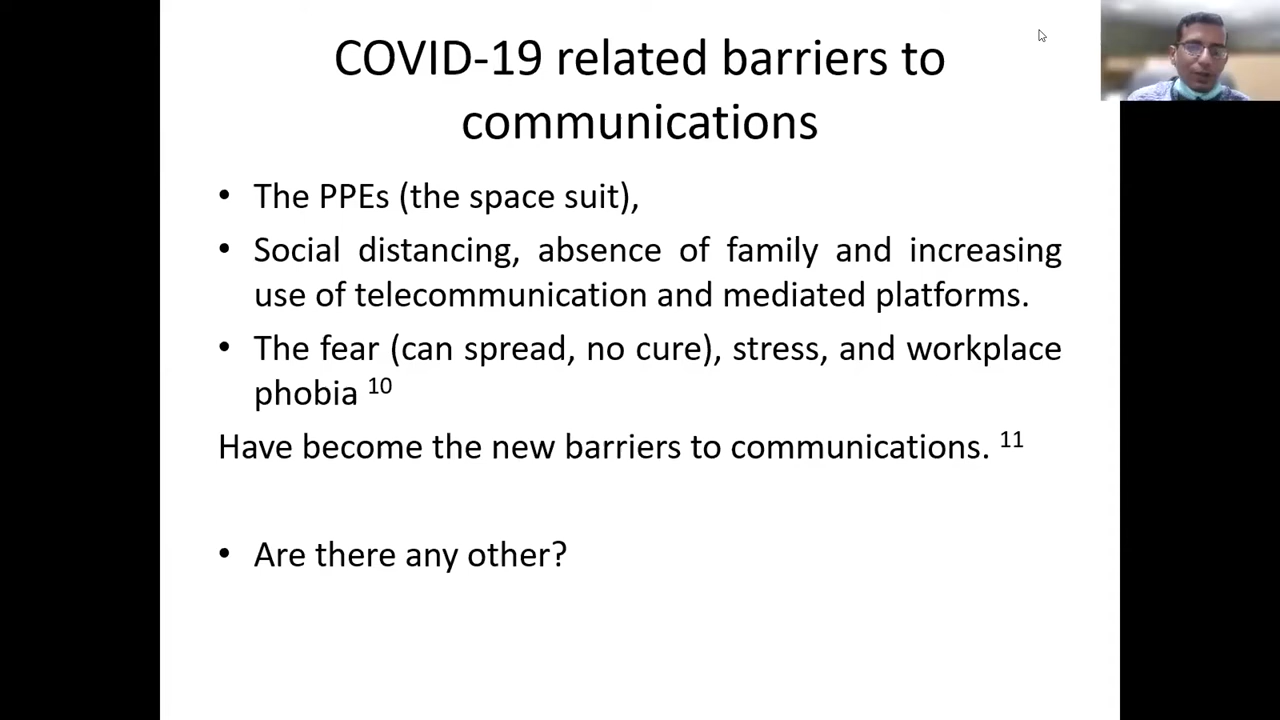 COVID-19 related barriers to
communications
• The PPEs (the space suit),
• Social distancing, absence of family and increasing
use of telecommunication and mediated platforms.
• The fear (can spread, no cure), stress, and workplace
phobia 10
Have become the new barriers to communications. 11
• Are there any other?